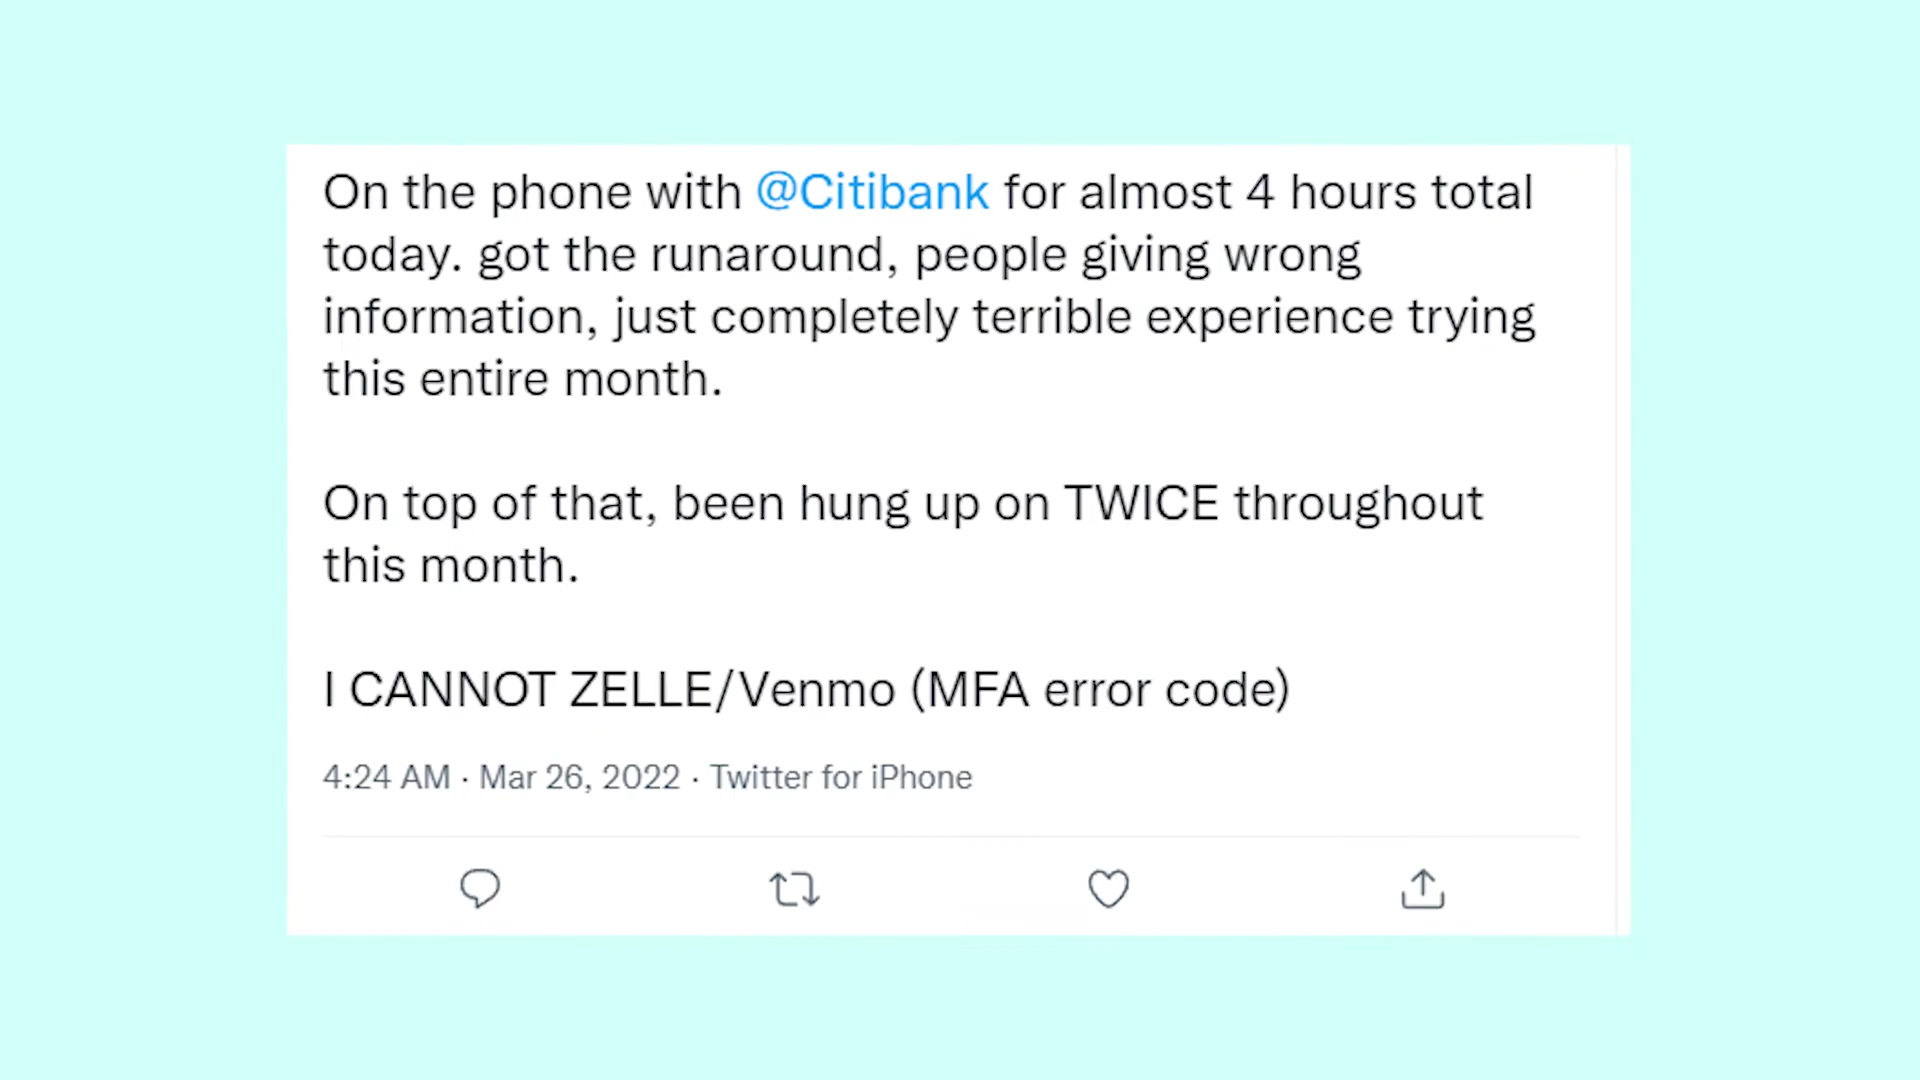 On the phone with @Citibank for almost 4 hours total
today. got the runaround, people giving wrong
information, just completely terrible experience trying
this entire month.
On top of that, been hung up on TWICE throughout
this month.
I CANNOT ZELLE/Venmo (MFA error code)
4:24 AM · Mar 26, 2022 · Twitter for iPhone